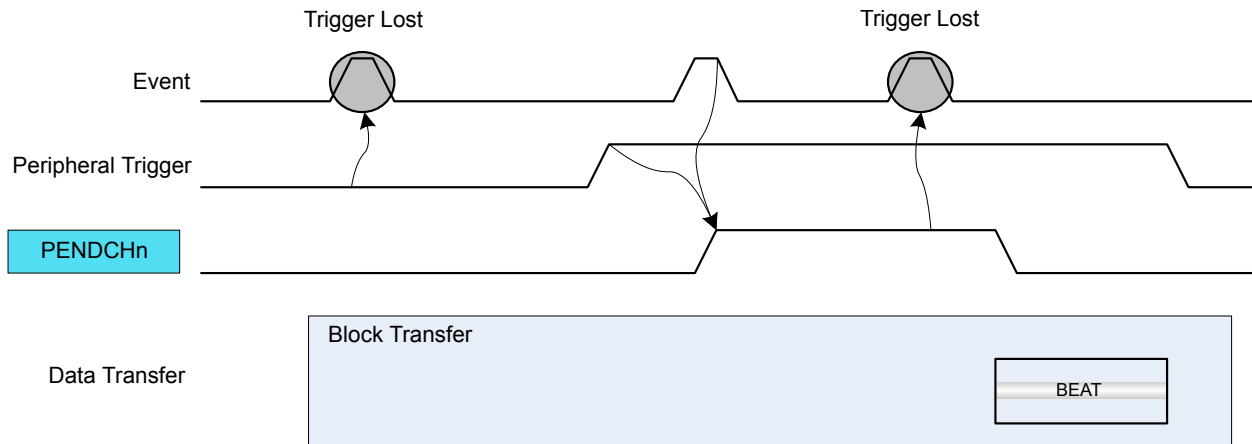 Trigger Lost
Trigger Lost
Event
Peripheral Trigger
PENDCHn
Block Transfer
Data Transfer
BEAT